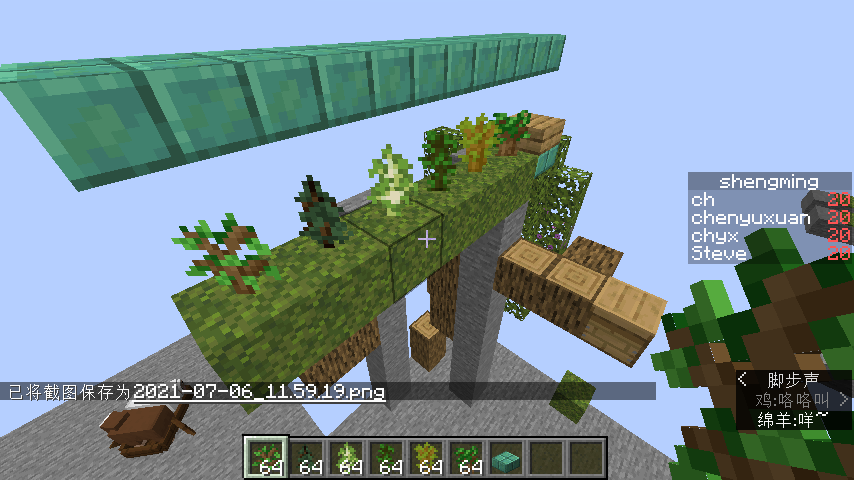 shengming
ch 20
chenyuxuan 20
chyx 20
Steve 20
已将截图保存为2021-07-06_11.59.19.png
< 脚步声
鸡:咯咯叫 >
绵羊:咩~
64 64 64 64 64 64